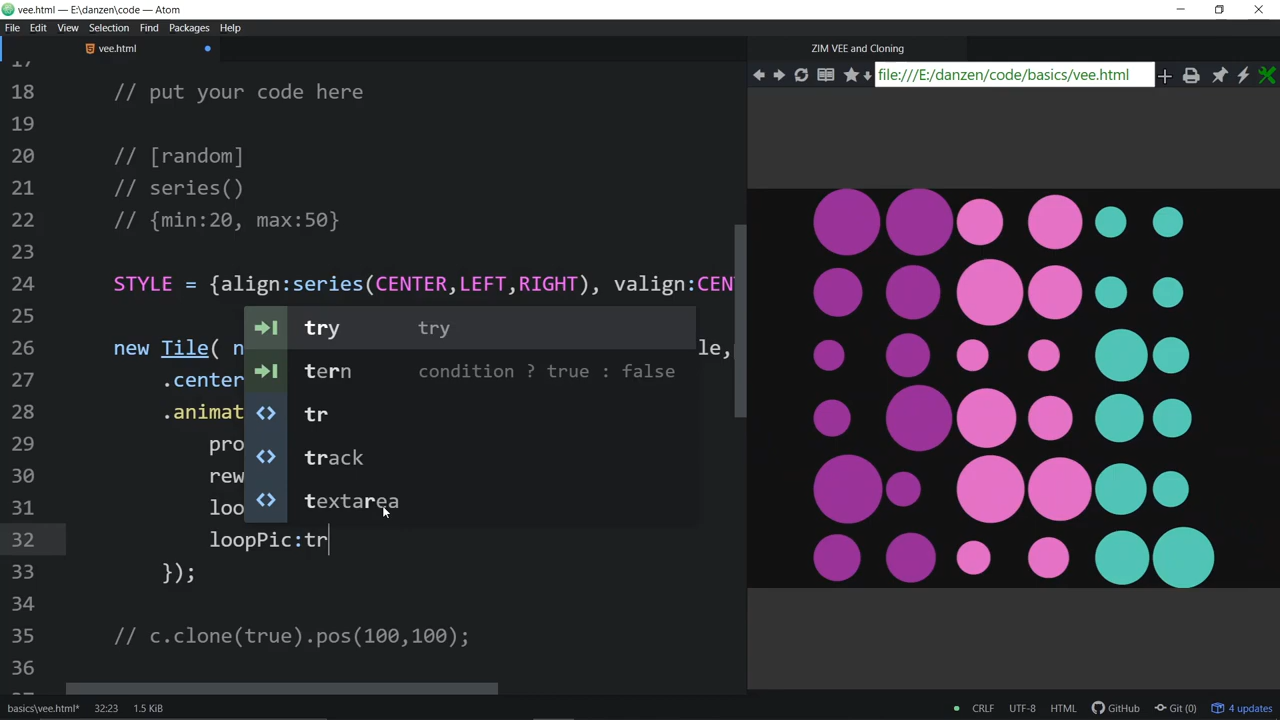 vee.html — E:\danzen\code — Atom
File Edit View Selection Find Packages Help
vee.html
ZIM VEE and Cloning
file:///E:/danzen/code/basics/vee.html
17
18 // put your code here
19
20 // [random]
21 // series()
22 // {min:20, max:50}
23
24 STYLE = {align:series(CENTER,LEFT,RIGHT), valign:CEN
25
26 new Tile( n le,
27 .center
28 .animat
29 pro
30 rew
31 loo
32 loopPic:tr
33 });
34
35 // c.clone(true).pos(100,100);
36
try try
tern condition ? true : false
tr
track
textarea
basics\vee.html* 32:23 1.5 KiB CRLF UTF-8 HTML GitHub Git (0) 4 updates